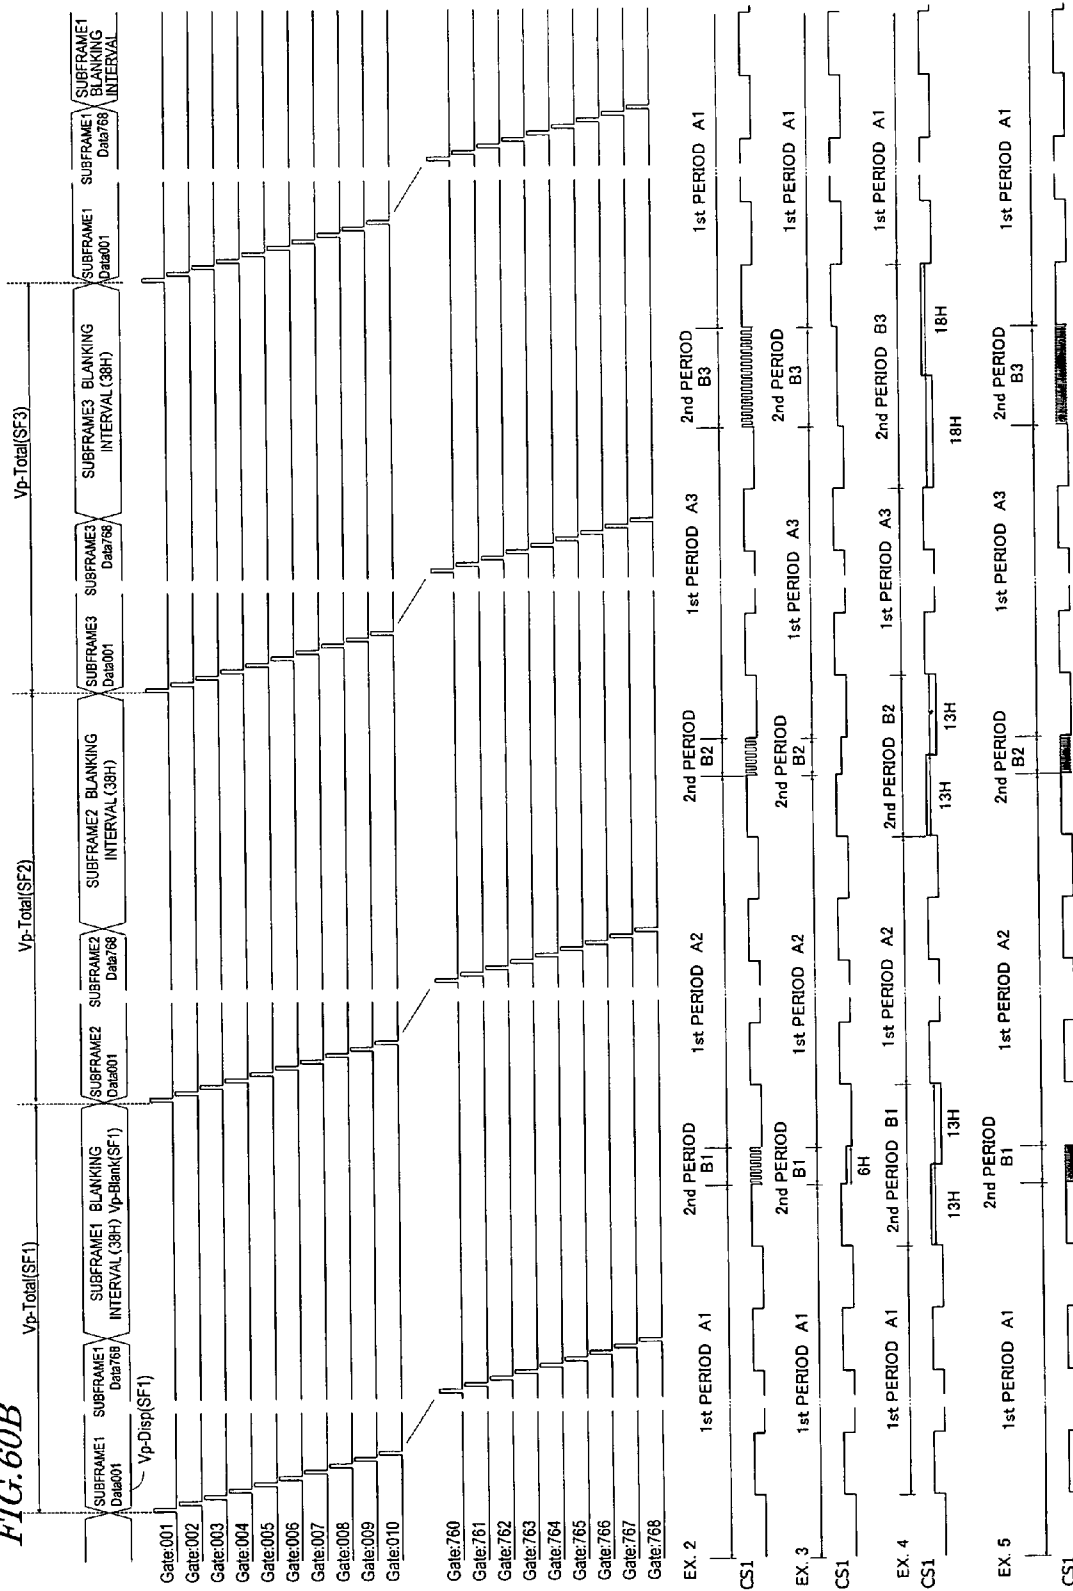 FIG.60B
Vp-Total(SF1)
Vp-Total(SF2)
Vp-Total(SF3)
SUBFRAME1
Data001
SUBFRAME1
Data768
SUBFRAME1 BLANKING
INTERVAL(38H) Vp-Blank(SF1)
SUBFRAME2
Data001
SUBFRAME2
Data768
SUBFRAME2 BLANKING
INTERVAL(38H)
SUBFRAME3
Data001
SUBFRAME3
Data768
SUBFRAME3 BLANKING
INTERVAL(38H)
SUBFRAME1
Data001
SUBFRAME1
Data768
SUBFRAME1
BLANKING
INTERVAL
Vp-Disp(SF1)
Gate:001
Gate:002
Gate:003
Gate:004
Gate:005
Gate:006
Gate:007
Gate:008
Gate:009
Gate:010
Gate:760
Gate:761
Gate:762
Gate:763
Gate:764
Gate:765
Gate:766
Gate:767
Gate:768
EX. 2
1st PERIOD A1
2nd PERIOD
B1
1st PERIOD A2
2nd PERIOD
B2
1st PERIOD A3
2nd PERIOD
B3
1st PERIOD A1
CS1
EX. 3
1st PERIOD A1
2nd PERIOD
B1
1st PERIOD A2
2nd PERIOD
B2
1st PERIOD A3
2nd PERIOD
B3
1st PERIOD A1
CS1
6H
EX. 4
1st PERIOD A1
2nd PERIOD B1
1st PERIOD A2
2nd PERIOD B2
1st PERIOD A3
2nd PERIOD B3
1st PERIOD A1
CS1
13H
13H
13H
13H
18H
18H
EX. 5
1st PERIOD A1
2nd PERIOD
B1
1st PERIOD A2
2nd PERIOD
B2
1st PERIOD A3
2nd PERIOD
B3
1st PERIOD A1
CS1